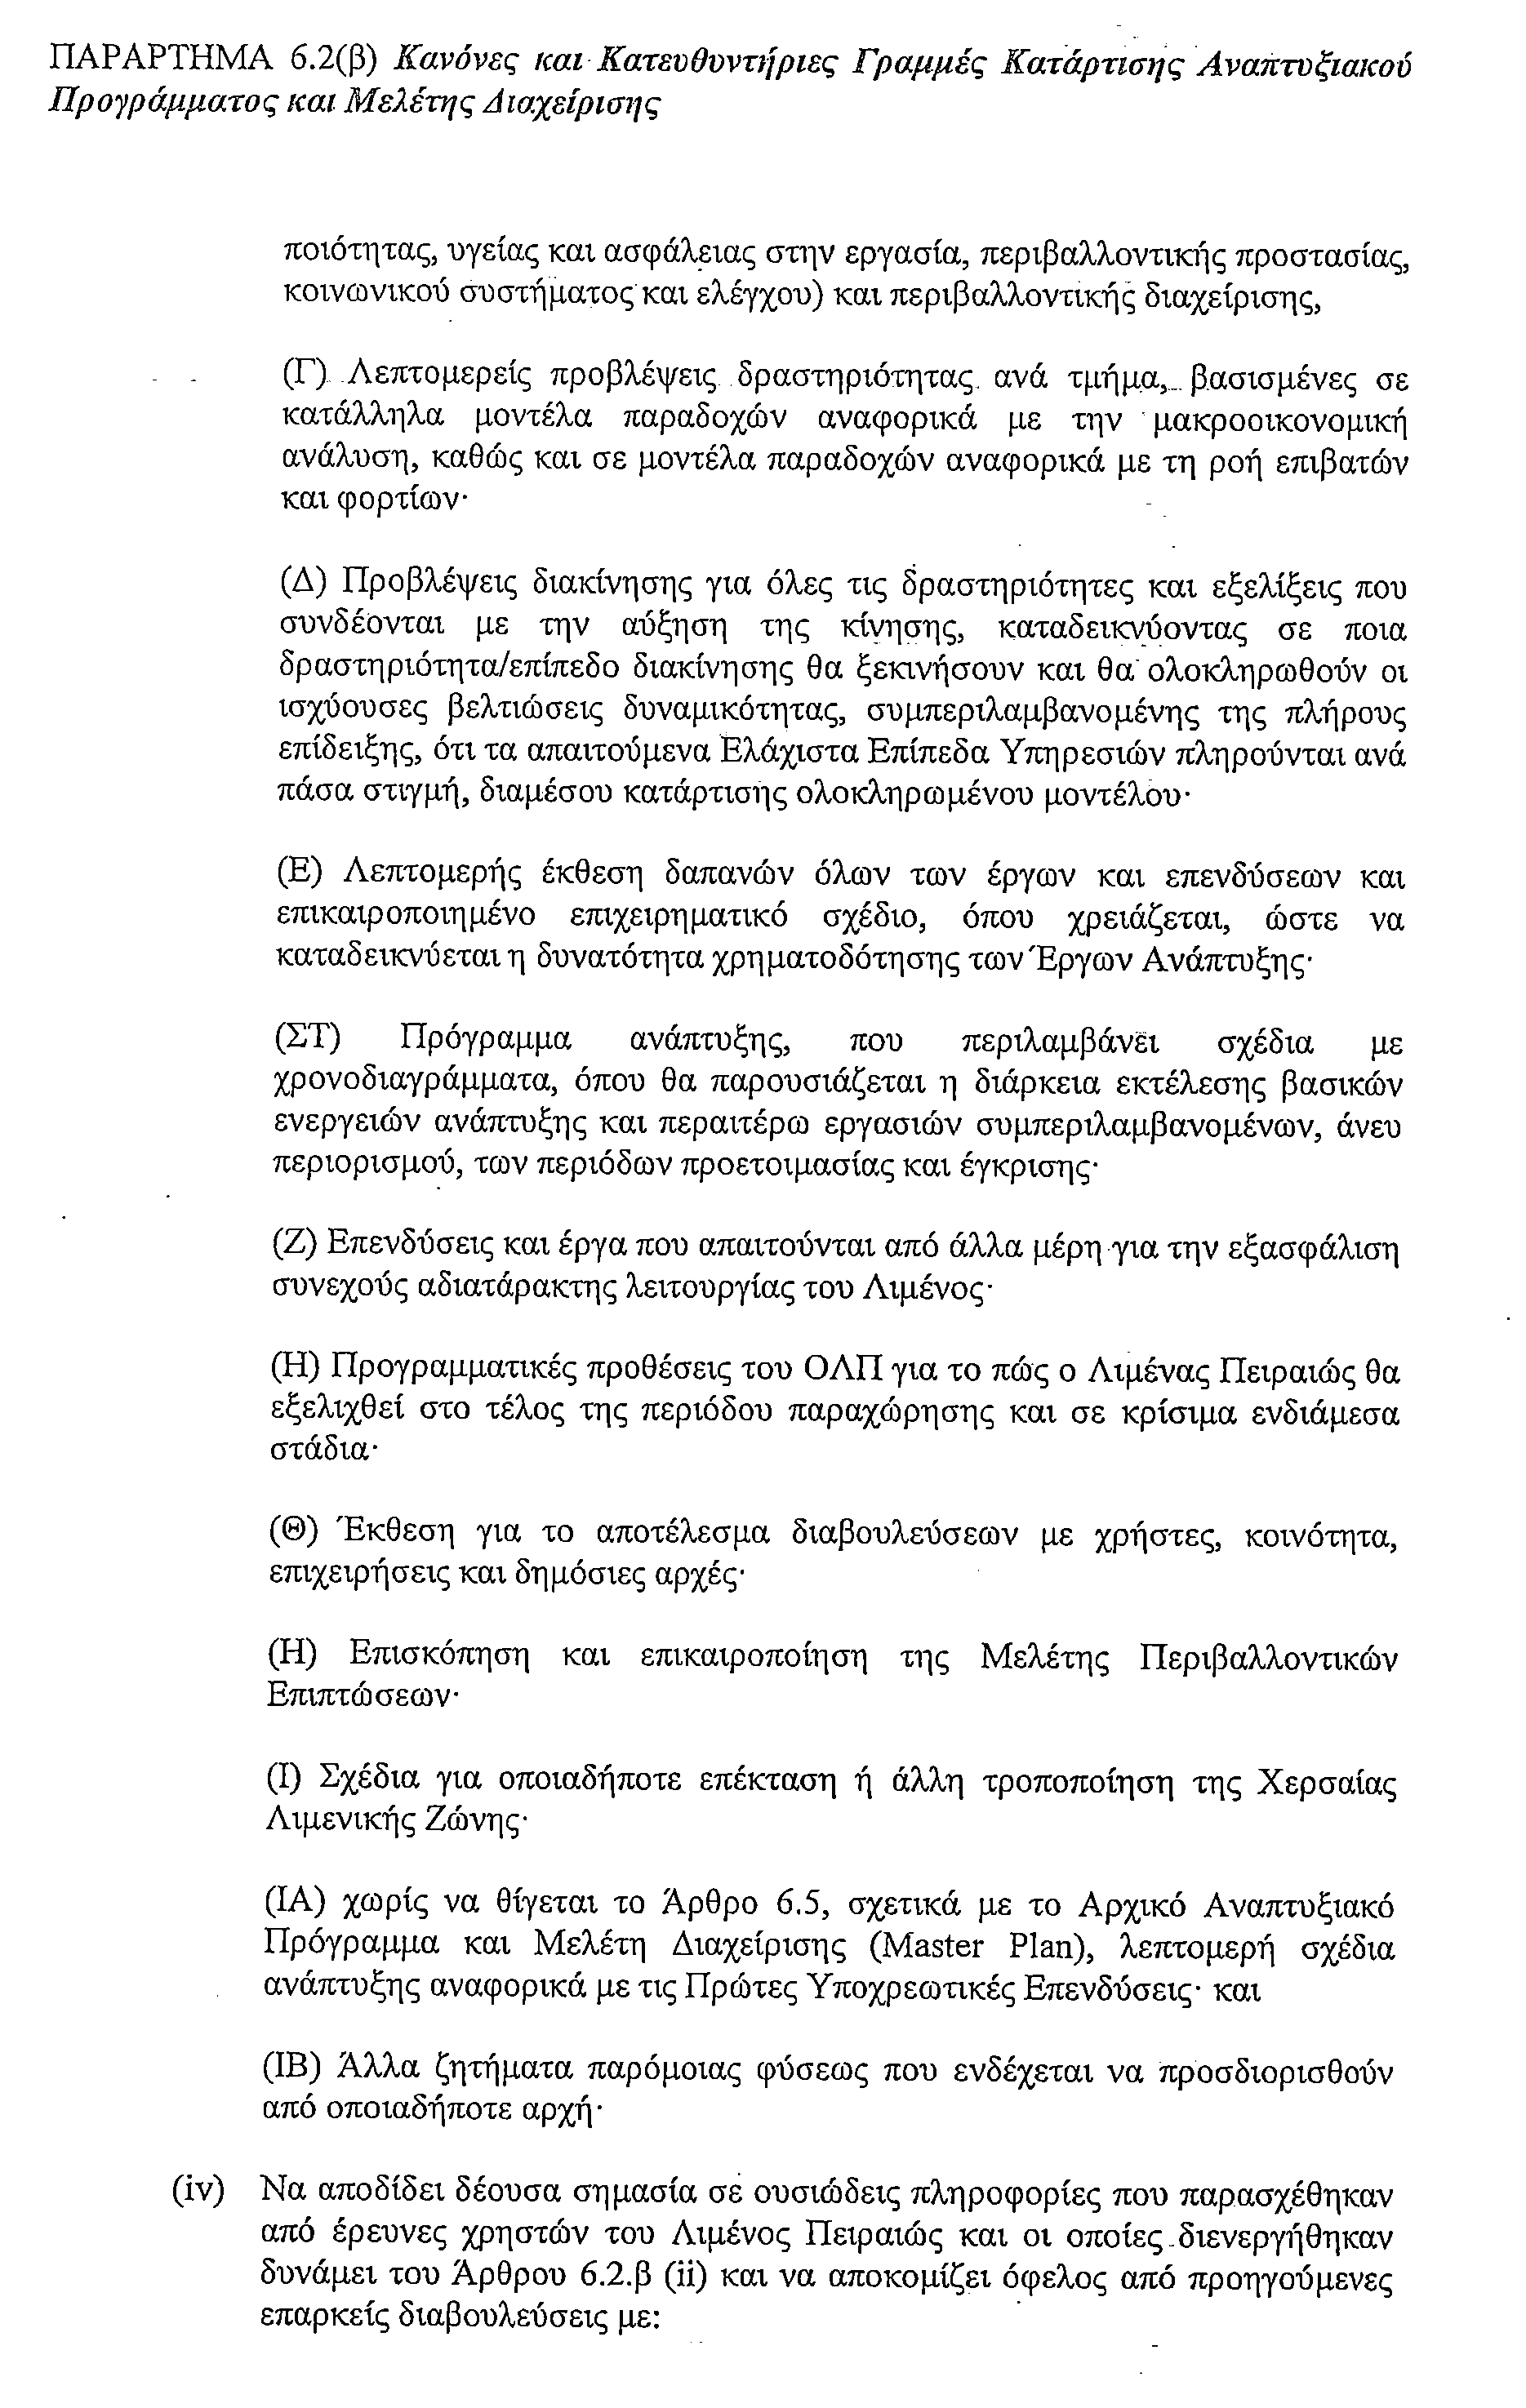 ΠΑΡΑΡΤΗΜΑ 6.2(β) Κανόνες και Κατευθυντήριες Γραμμές Κατάρτισης Αναπτυξιακού
Προγράμματος και Μελέτης Διαχείρισης
ποιότητας, υγείας και ασφάλειας στην εργασία, περιβαλλοντικής προστασίας,
κοινωνικού συστήματος και ελέγχου) και περιβαλλοντικής διαχείρισης,
(Γ) Λεπτομερείς προβλέψεις δραστηριότητας ανά τμήμα, βασισμένες σε
κατάλληλα μοντέλα παραδοχών αναφορικά με την μακροοικονομική
ανάλυση, καθώς και σε μοντέλα παραδοχών αναφορικά με τη ροή επιβατών
και φορτίων·
(Δ) Προβλέψεις διακίνησης για όλες τις δραστηριότητες και εξελίξεις που
συνδέονται με την αύξηση της κίνησης, καταδεικνύοντας σε ποια
δραστηριότητα/επίπεδο διακίνησης θα ξεκινήσουν και θα ολοκληρωθούν οι
ισχύουσες βελτιώσεις δυναμικότητας, συμπεριλαμβανομένης της πλήρους
επίδειξης, ότι τα απαιτούμενα Ελάχιστα Επίπεδα Υπηρεσιών πληρούνται ανά
πάσα στιγμή, διαμέσου κατάρτισης ολοκληρωμένου μοντέλου·
(Ε) Λεπτομερής έκθεση δαπανών όλων των έργων και επενδύσεων και
επικαιροποιημένο επιχειρηματικό σχέδιο, όπου χρειάζεται, ώστε να
καταδεικνύεται η δυνατότητα χρηματοδότησης των Έργων Ανάπτυξης·
(ΣΤ) Πρόγραμμα ανάπτυξης, που περιλαμβάνει σχέδια με
χρονοδιαγράμματα, όπου θα παρουσιάζεται η διάρκεια εκτέλεσης βασικών
ενεργειών ανάπτυξης και περαιτέρω εργασιών συμπεριλαμβανομένων, άνευ
περιορισμού, των περιόδων προετοιμασίας και έγκρισης·
(Ζ) Επενδύσεις και έργα που απαιτούνται από άλλα μέρη για την εξασφάλιση
συνεχούς αδιατάρακτης λειτουργίας του Λιμένος·
(Η) Προγραμματικές προθέσεις του ΟΛΠ για το πώς ο Λιμένας Πειραιώς θα
εξελιχθεί στο τέλος της περιόδου παραχώρησης και σε κρίσιμα ενδιάμεσα
στάδια·
(Θ) Έκθεση για το αποτέλεσμα διαβουλεύσεων με χρήστες, κοινότητα,
επιχειρήσεις και δημόσιες αρχές·
(Η) Επισκόπηση και επικαιροποίηση της Μελέτης Περιβαλλοντικών
Επιπτώσεων·
(Ι) Σχέδια για οποιαδήποτε επέκταση ή άλλη τροποποίηση της Χερσαίας
Λιμενικής Ζώνης·
(ΙΑ) χωρίς να θίγεται το Άρθρο 6.5, σχετικά με το Αρχικό Αναπτυξιακό
Πρόγραμμα και Μελέτη Διαχείρισης (Master Plan), λεπτομερή σχέδια
ανάπτυξης αναφορικά με τις Πρώτες Υποχρεωτικές Επενδύσεις· και
(ΙΒ) Άλλα ζητήματα παρόμοιας φύσεως που ενδέχεται να προσδιορισθούν
από οποιαδήποτε αρχή·
(iv) Να αποδίδει δέουσα σημασία σε ουσιώδεις πληροφορίες που παρασχέθηκαν
από έρευνες χρηστών του Λιμένος Πειραιώς και οι οποίες διενεργήθηκαν
δυνάμει του Άρθρου 6.2.β (ii) και να αποκομίζει όφελος από προηγούμενες
επαρκείς διαβουλεύσεις με: